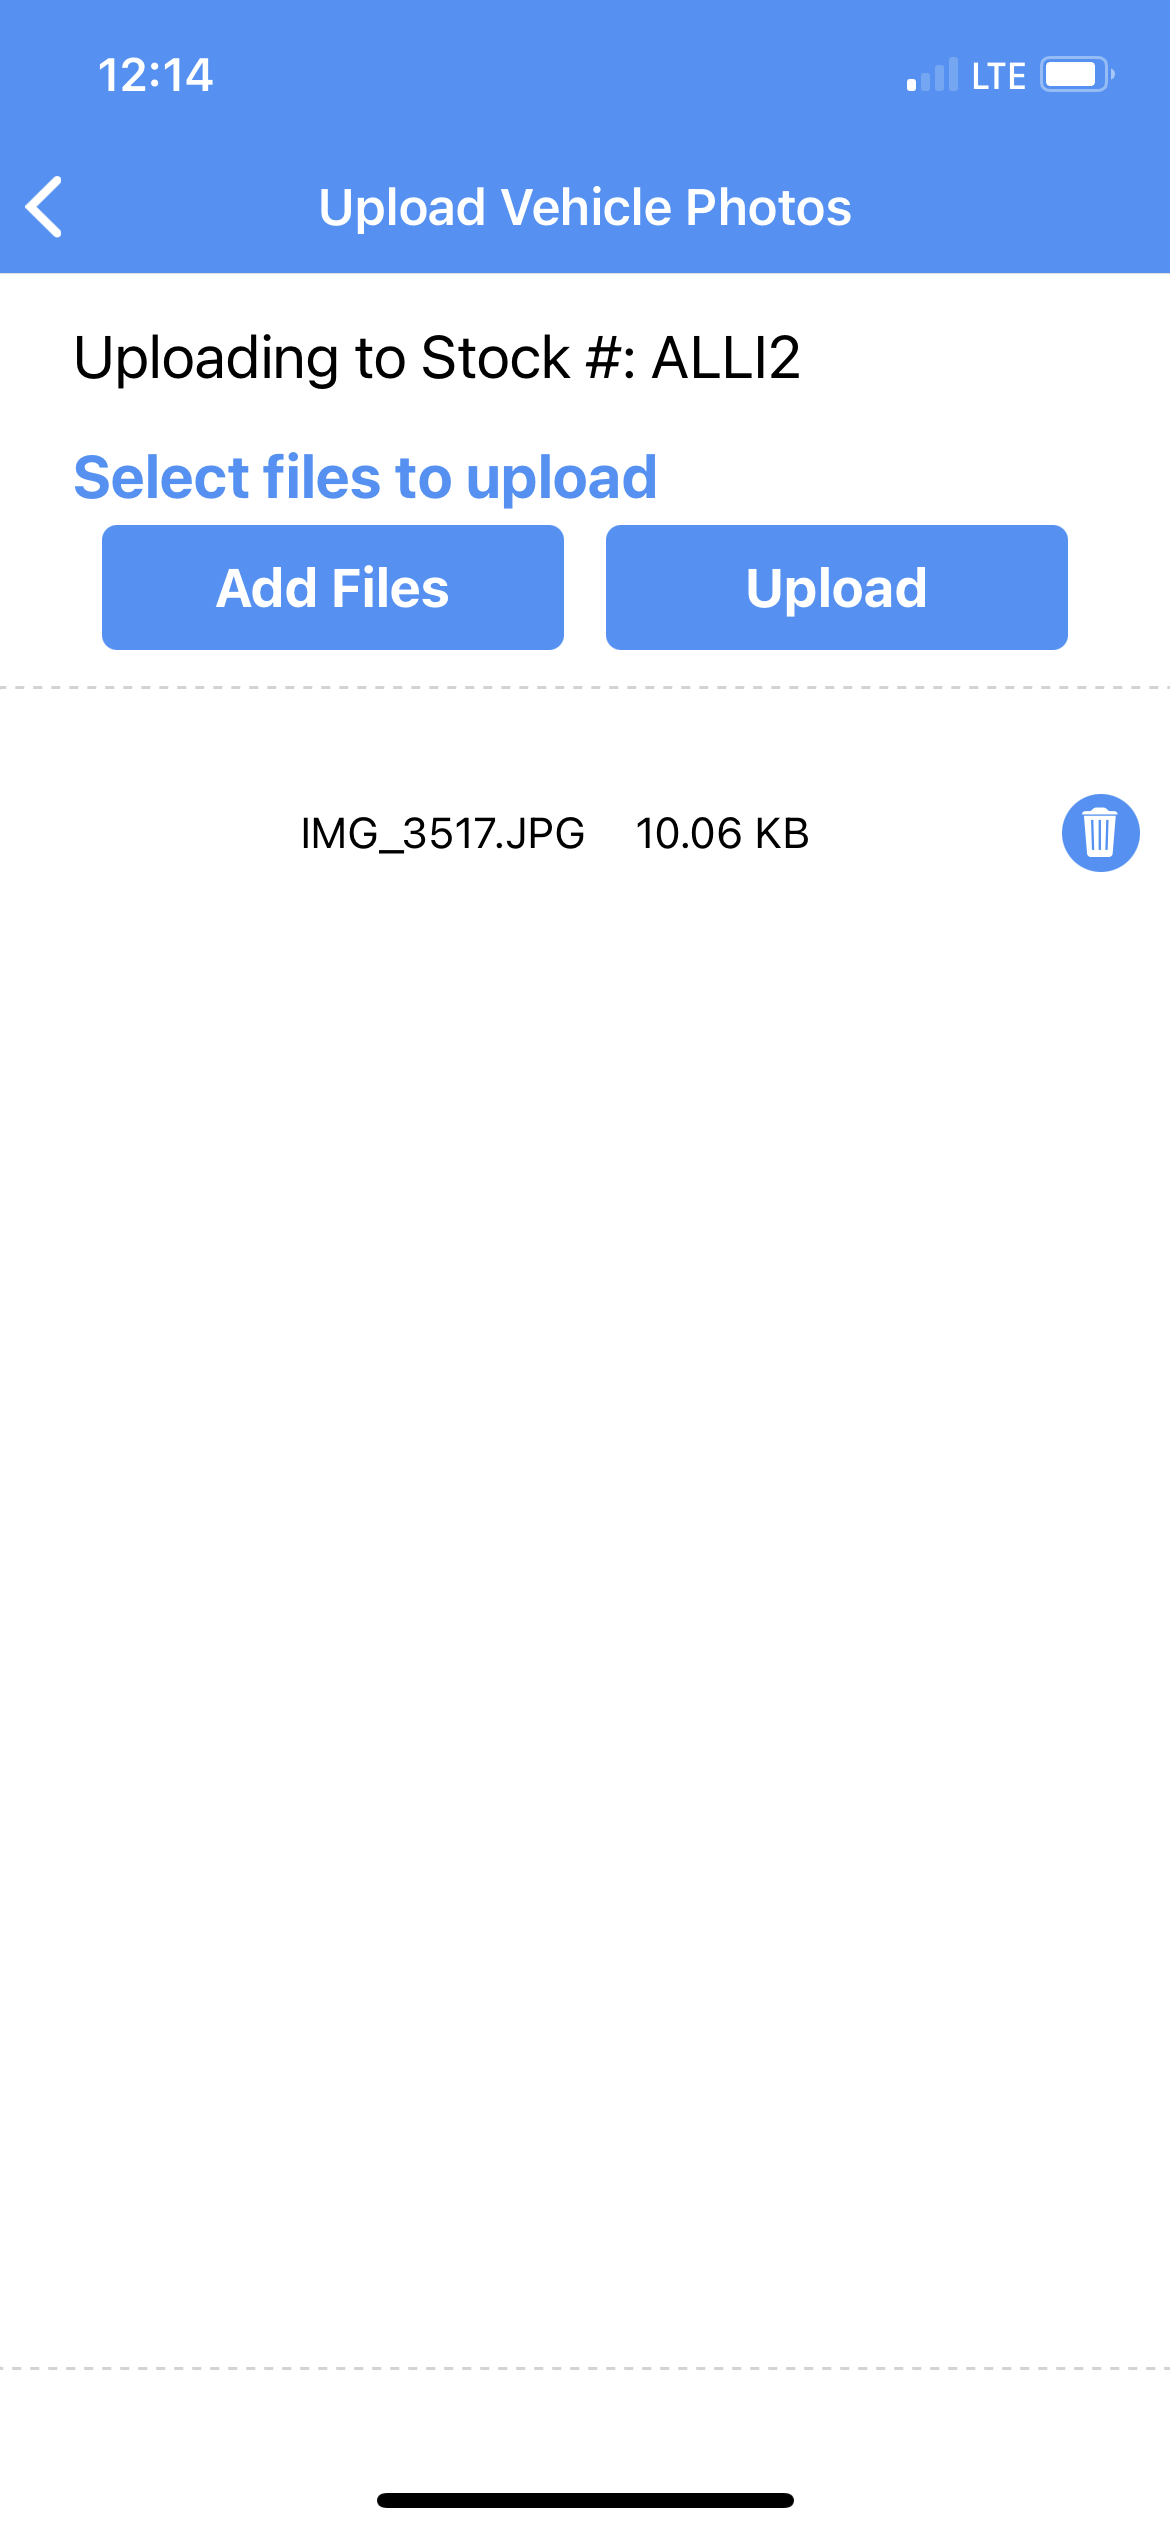 12:14 LTE
Upload Vehicle Photos
Uploading to Stock #: ALLI2
Select files to upload
Add Files Upload
IMG_3517.JPG 10.06 KB